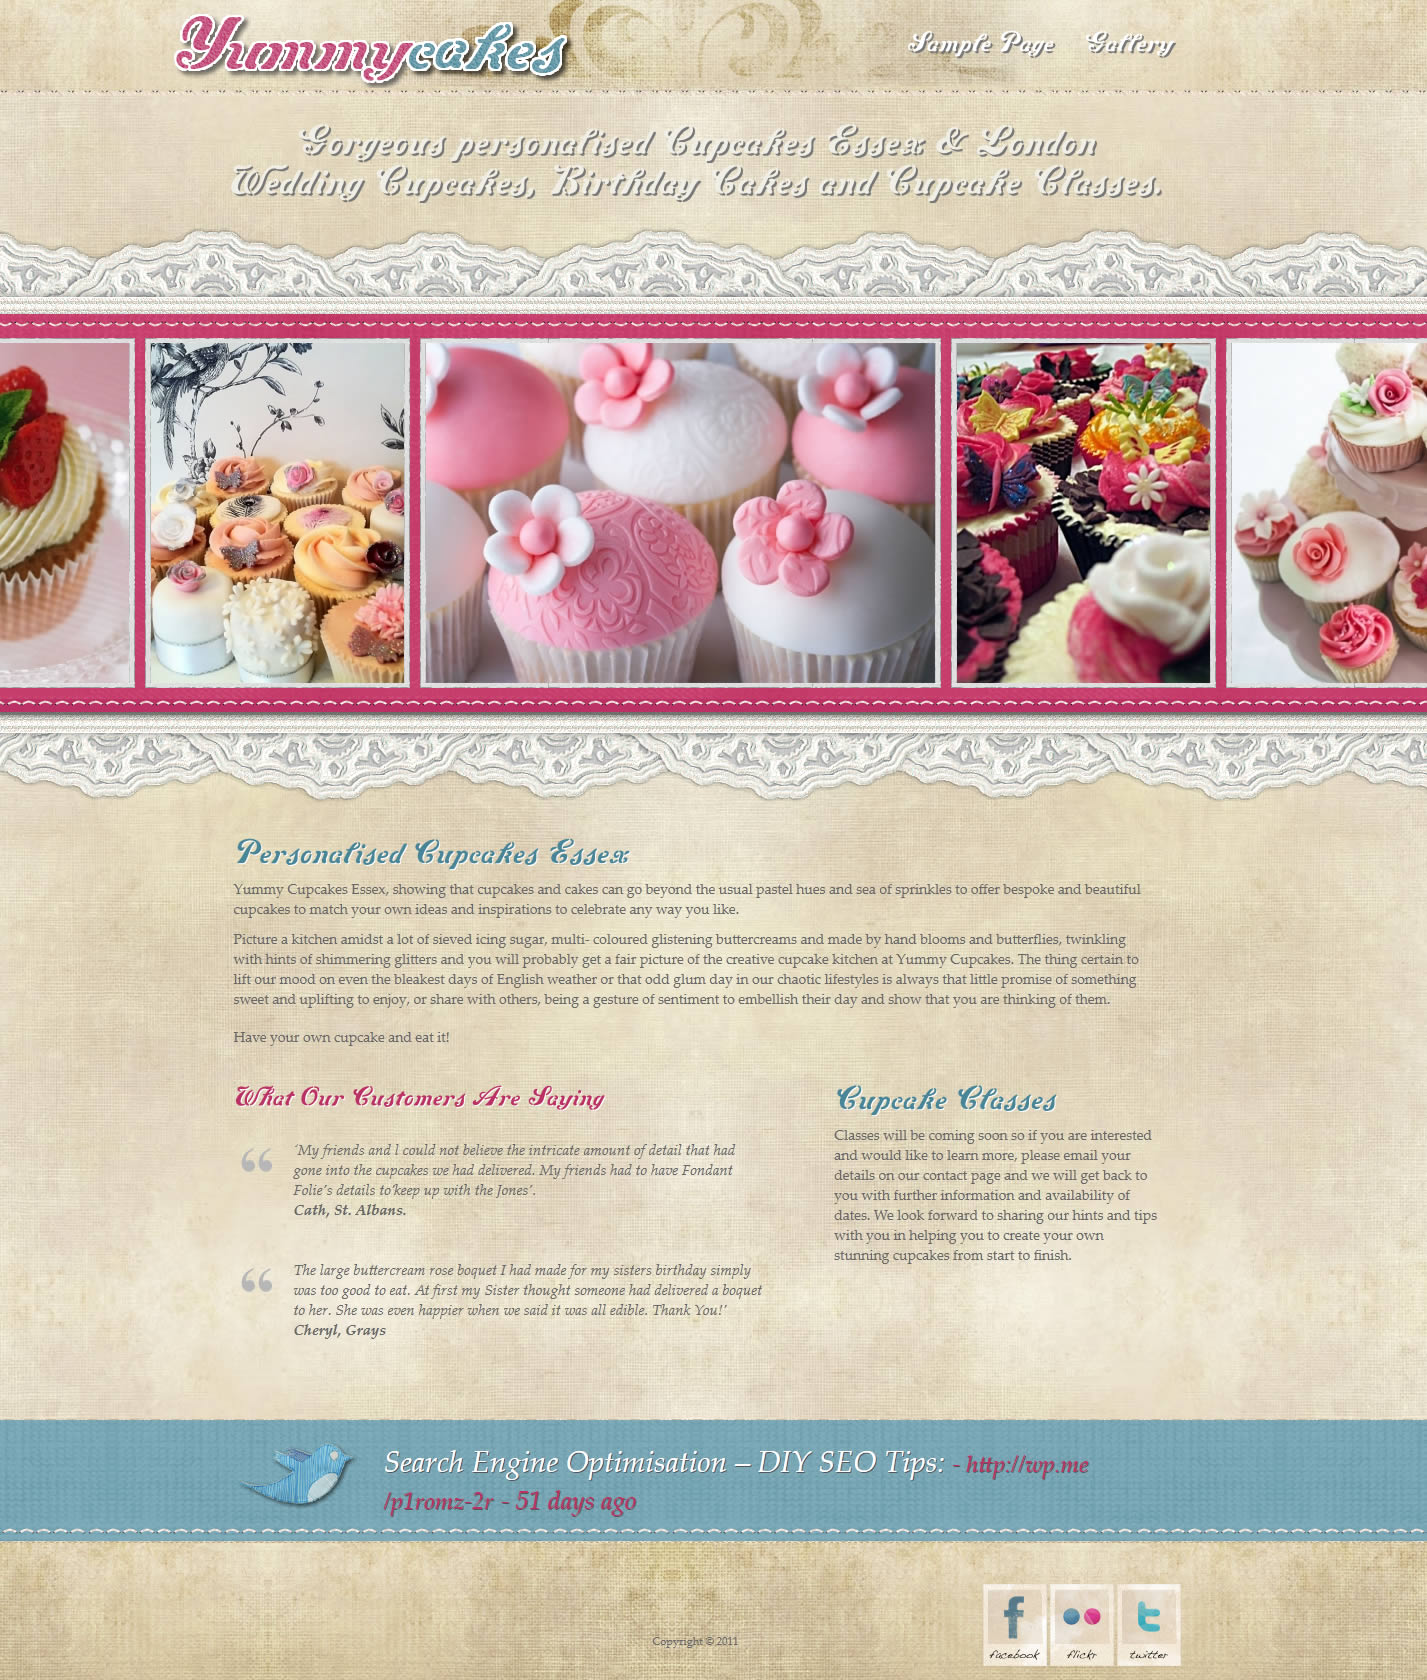 Yummycakes
Sample Page Gallery
Gorgeous personalised Cupcakes Essex & London
Wedding Cupcakes, Birthday Cakes and Cupcake Classes.
Personalised Cupcakes Essex
Yummy Cupcakes Essex, showing that cupcakes and cakes can go beyond the usual pastel hues and sea of sprinkles to offer bespoke and beautiful
cupcakes to match your own ideas and inspirations to celebrate any way you like.
Picture a kitchen amidst a lot of sieved icing sugar, multi- coloured glistening buttercreams and made by hand blooms and butterflies, twinkling
with hints of shimmering glitters and you will probably get a fair picture of the creative cupcake kitchen at Yummy Cupcakes. The thing certain to
lift our mood on even the bleakest days of English weather or that odd glum day in our chaotic lifestyles is always that little promise of something
sweet and uplifting to enjoy, or share with others, being a gesture of sentiment to embellish their day and show that you are thinking of them.
Have your own cupcake and eat it!
What Our Customers Are Saying
“ ‘My friends and l could not believe the intricate amount of detail that had
gone into the cupcakes we had delivered. My friends had to have Fondant
Folie’s details to’keep up with the Jones’.
Cath, St. Albans.
“ The large buttercream rose boquet I had made for my sisters birthday simply
was too good to eat. At first my Sister thought someone had delivered a boquet
to her. She was even happier when we said it was all edible. Thank You!’
Cheryl, Grays
Cupcake Classes
Classes will be coming soon so if you are interested
and would like to learn more, please email your
details on our contact page and we will get back to
you with further information and availability of
dates. We look forward to sharing our hints and tips
with you in helping you to create your own
stunning cupcakes from start to finish.
Search Engine Optimisation – DIY SEO Tips: - http://wp.me
/p1romz-2r - 51 days ago
Copyright © 2011
facebook flickr twitter